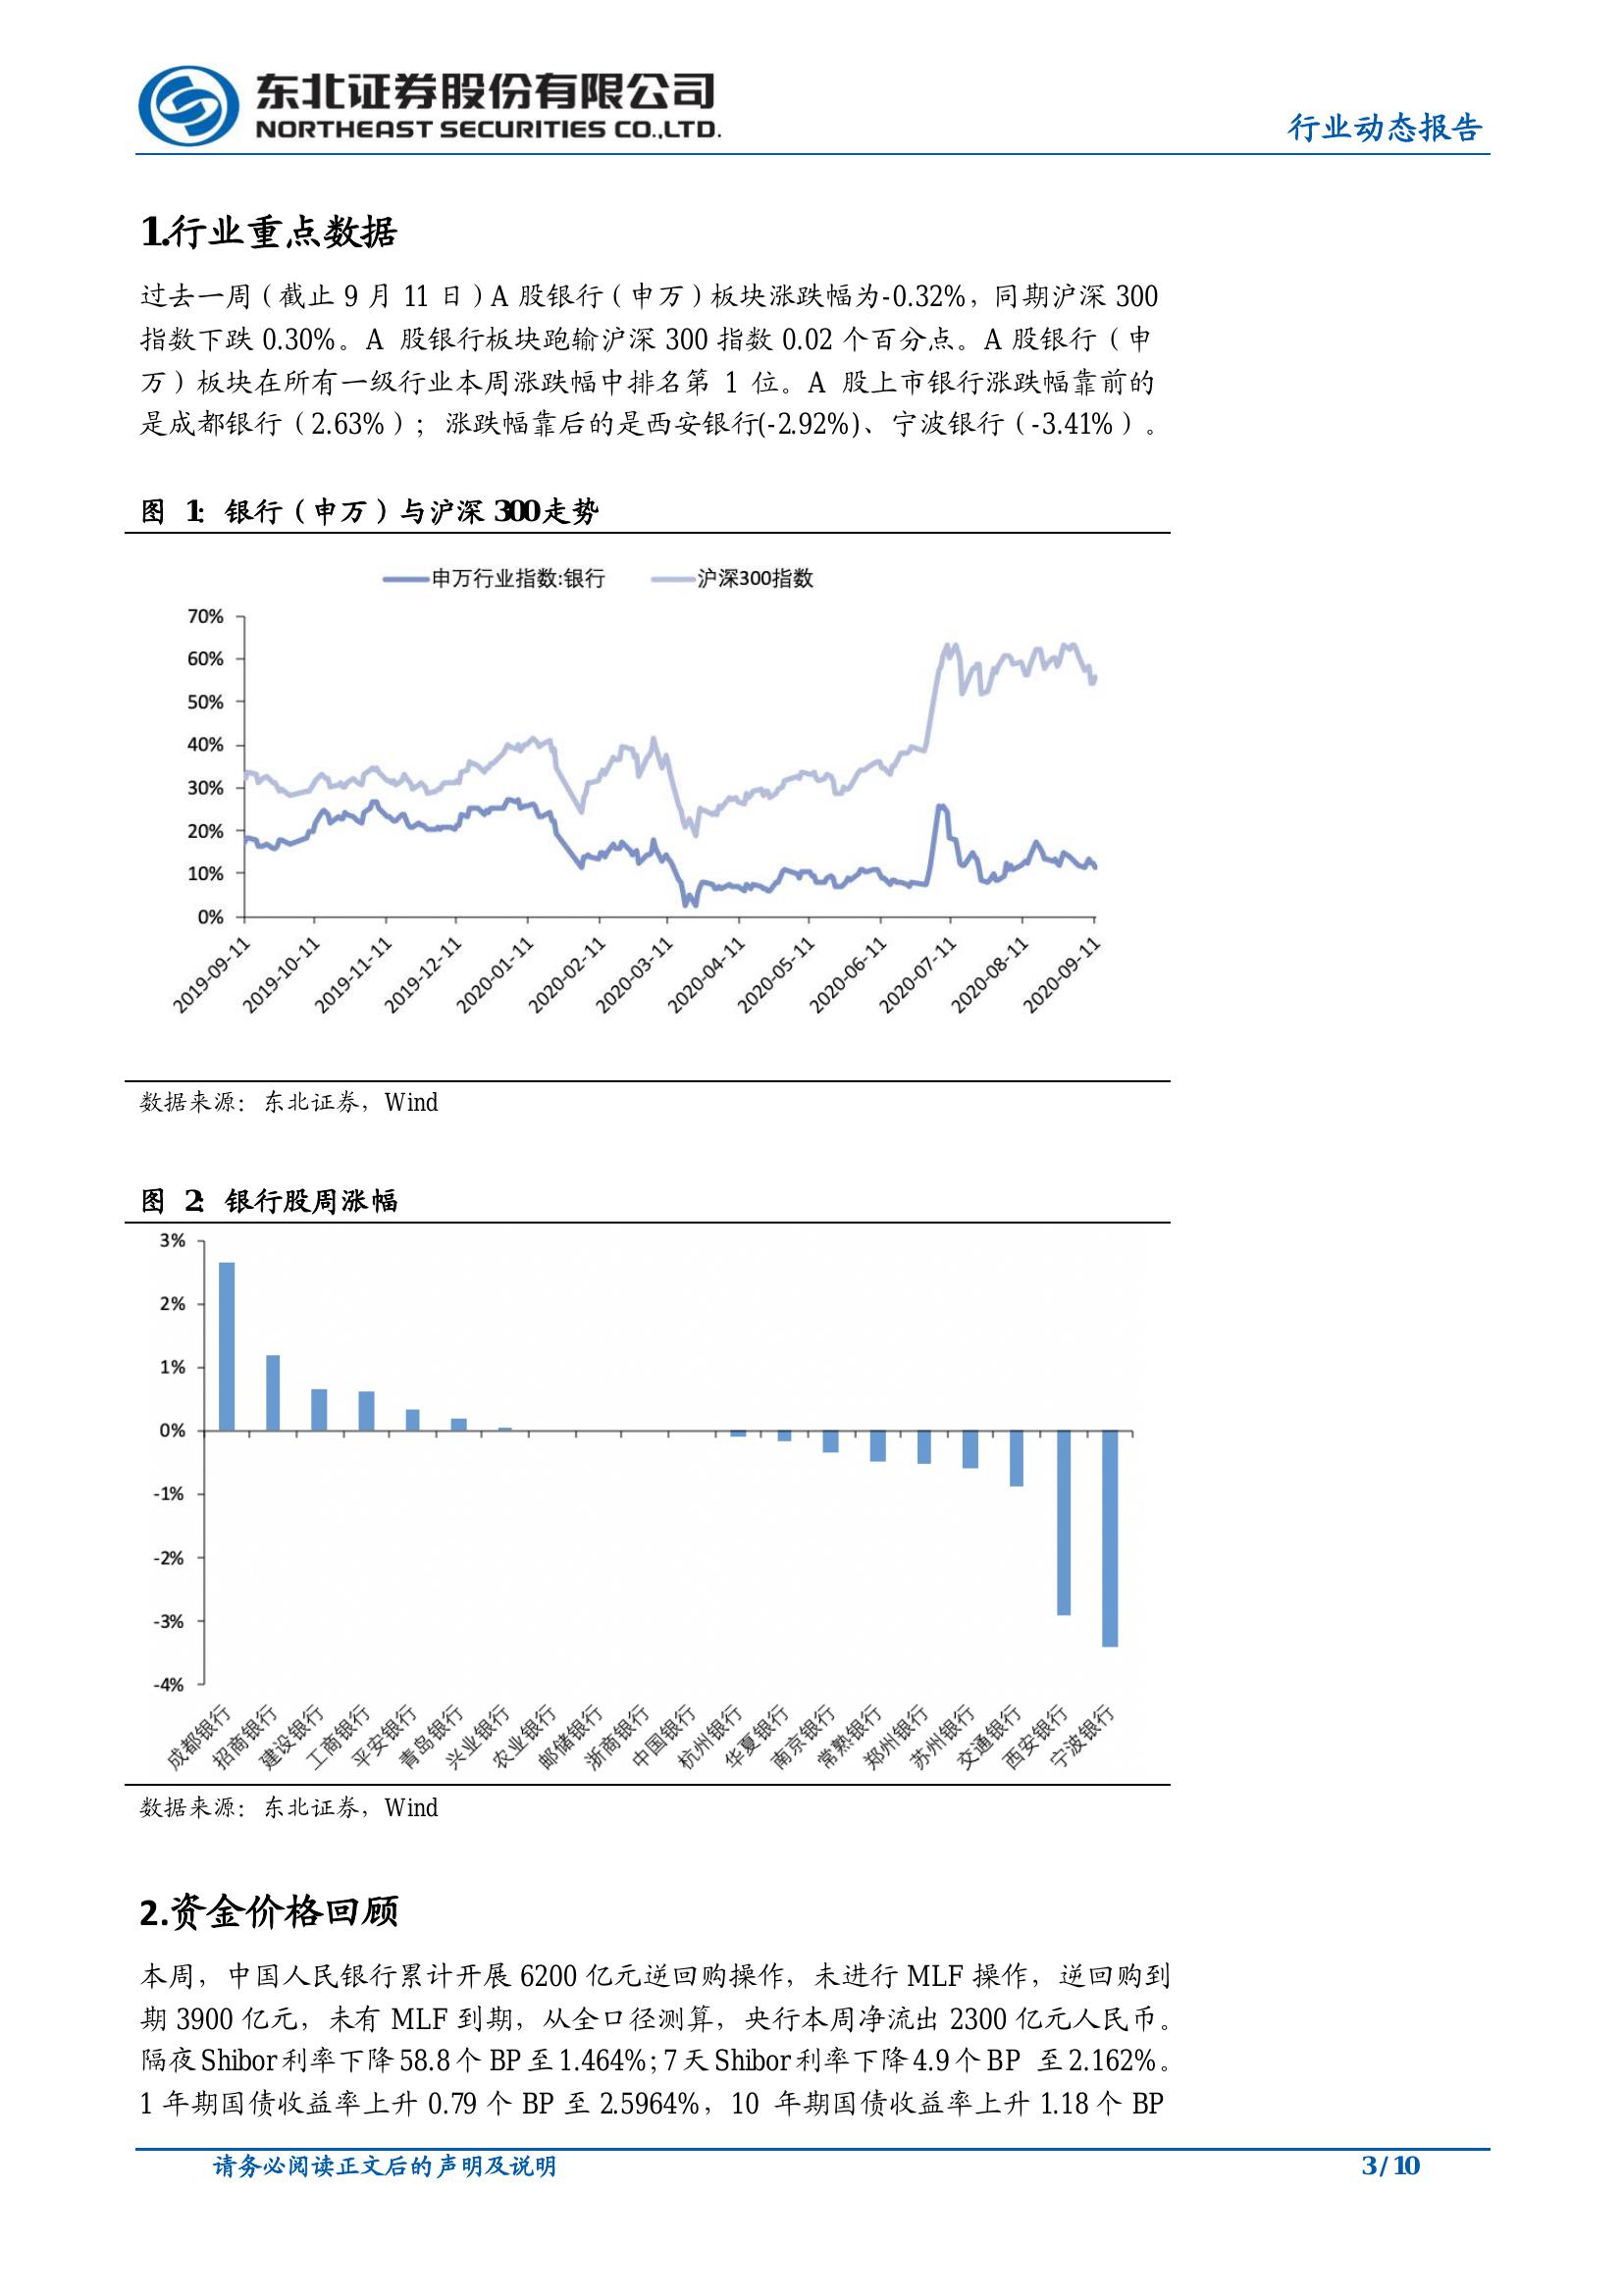 东北证券股份有限公司
NORTHEAST SECURITIES CO.,LTD.
行业动态报告
1.行业重点数据
过去一周（截止 9 月 11 日）A 股银行（申万）板块涨跌幅为-0.32%，同期沪深 300
指数下跌 0.30%。A 股银行板块跑输沪深 300 指数 0.02 个百分点。A 股银行（申
万）板块在所有一级行业本周涨跌幅中排名第 1 位。A 股上市银行涨跌幅靠前的
是成都银行（2.63%）；涨跌幅靠后的是西安银行(-2.92%)、宁波银行（-3.41%）。
图 1：银行（申万）与沪深 300 走势
申万行业指数:银行 沪深300指数
70%
60%
50%
40%
30%
20%
10%
0%
2019-09-11 2019-10-11 2019-11-11 2019-12-11 2020-01-11 2020-02-11 2020-03-11 2020-04-11 2020-05-11 2020-06-11 2020-07-11 2020-08-11 2020-09-11
数据来源：东北证券，Wind
图 2：银行股周涨幅
3%
2%
1%
0%
-1%
-2%
-3%
-4%
成都银行 招商银行 建设银行 工商银行 平安银行 青岛银行 兴业银行 农业银行 邮储银行 浙商银行 中国银行 杭州银行 华夏银行 南京银行 常熟银行 郑州银行 苏州银行 交通银行 西安银行 宁波银行
数据来源：东北证券，Wind
2.资金价格回顾
本周，中国人民银行累计开展 6200 亿元逆回购操作，未进行 MLF 操作，逆回购到
期 3900 亿元，未有 MLF 到期，从全口径测算，央行本周净流出 2300 亿元人民币。
隔夜 Shibor 利率下降 58.8 个 BP 至 1.464%；7 天 Shibor 利率下降 4.9 个 BP 至 2.162%。
1 年期国债收益率上升 0.79 个 BP 至 2.5964%，10 年期国债收益率上升 1.18 个 BP
请务必阅读正文后的声明及说明
3 / 10